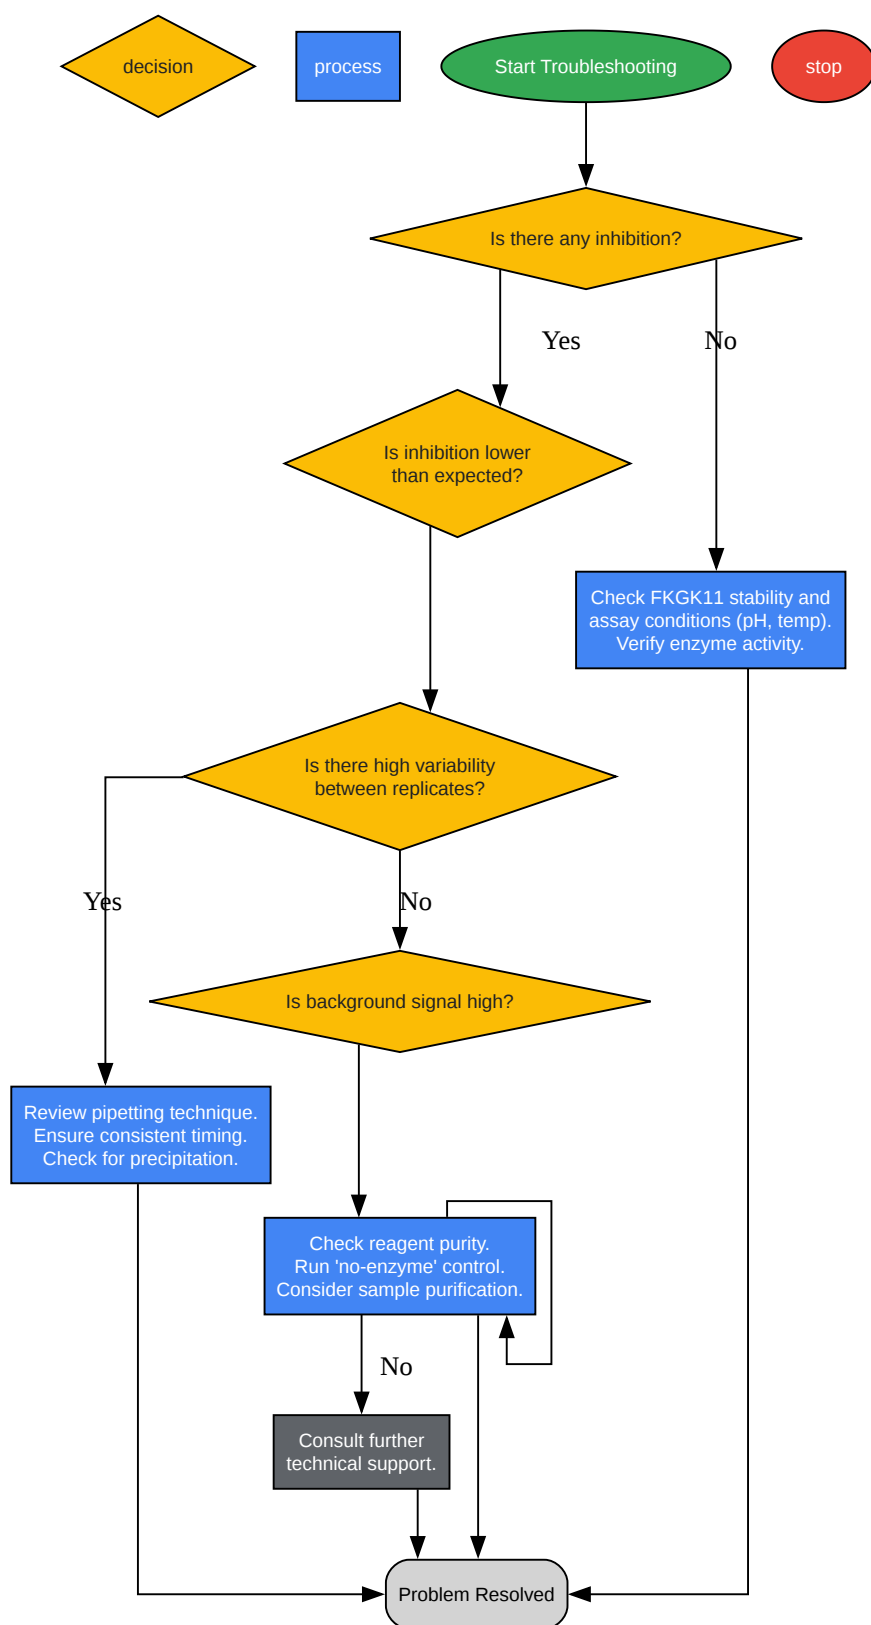 decision
process
Start Troubleshooting
stop
Is there any inhibition?
Yes
No
Is inhibition lower
than expected?
Check FKGK11 stability and
assay conditions (pH, temp).
Verify enzyme activity.
Is there high variability
between replicates?
Yes
No
Is background signal high?
Review pipetting technique.
Ensure consistent timing.
Check for precipitation.
Check reagent purity.
Run 'no-enzyme' control.
Consider sample purification.
No
Consult further
technical support.
Problem Resolved